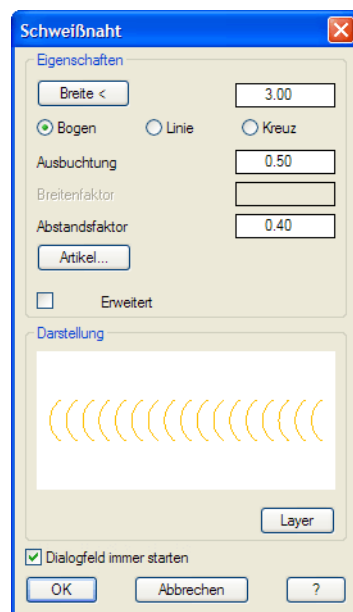 Schweißnaht
Eigenschaften
Breite < 3.00
Bogen Linie Kreuz
Ausbuchtung 0.50
Breitenfaktor
Abstandsfaktor 0.40
Artikel...
Erweitert
Darstellung
Layer
Dialogfeld immer starten
OK Abbrechen ?